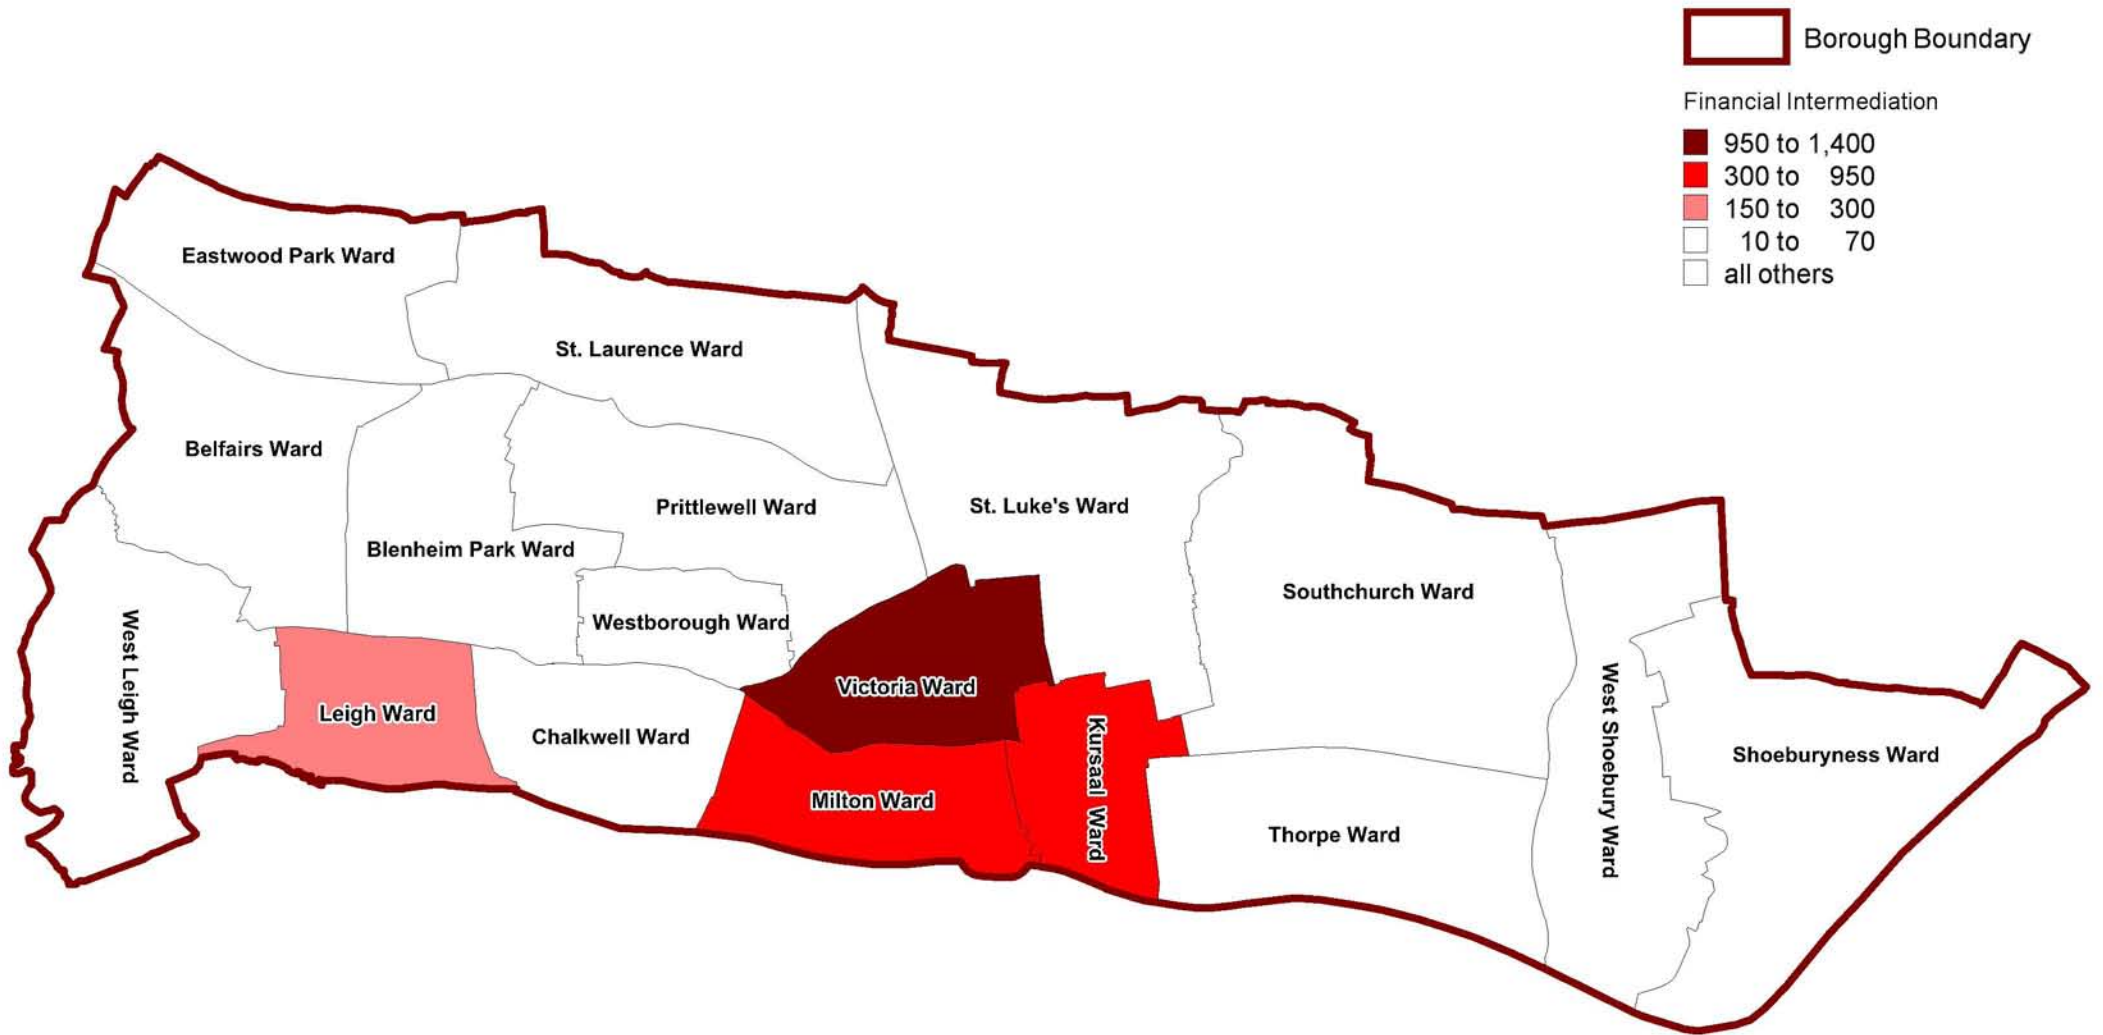 Borough Boundary
Financial Intermediation
950 to 1,400
300 to 950
150 to 300
10 to 70
all others
Eastwood Park Ward
St. Laurence Ward
Belfairs Ward
Prittlewell Ward
St. Luke's Ward
Blenheim Park Ward
Southchurch Ward
Westborough Ward
West Leigh Ward
Victoria Ward
Leigh Ward
Chalkwell Ward
Kursaal Ward
West Shoebury Ward
Shoeburyness Ward
Milton Ward
Thorpe Ward